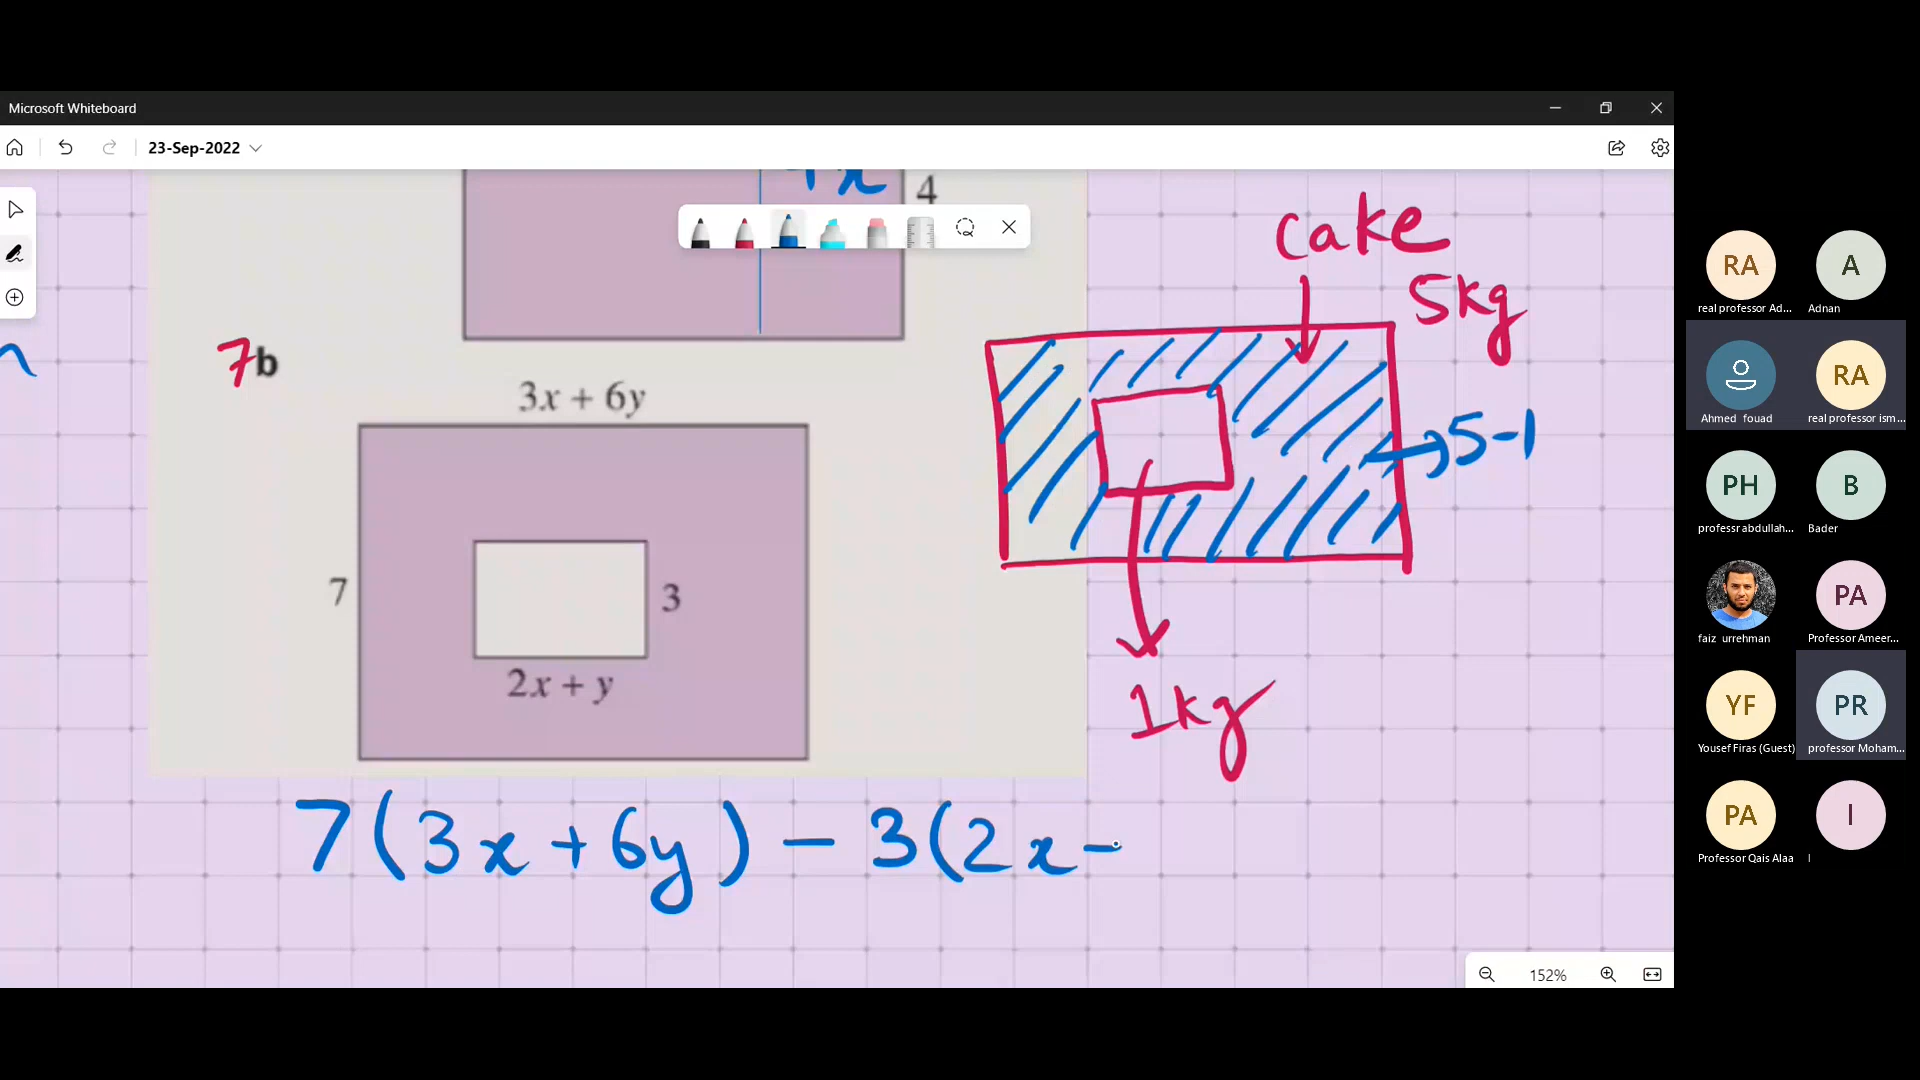 Microsoft Whiteboard
23-Sep-2022
4x
4
cake
5kg
7b
3x + 6y
7
3
2x + y
5-1
1kg
7(3x+6y) - 3(2x -
152%
RA
real professor Ad...
A
Adnan
Ahmed fouad
RA
real professor ism...
PH
professr abdullah...
B
Bader
faiz urrehman
PA
Professor Ameer...
YF
Yousef Firas (Guest)
PR
professor Moham...
PA
Professor Qais Alaa
I
I